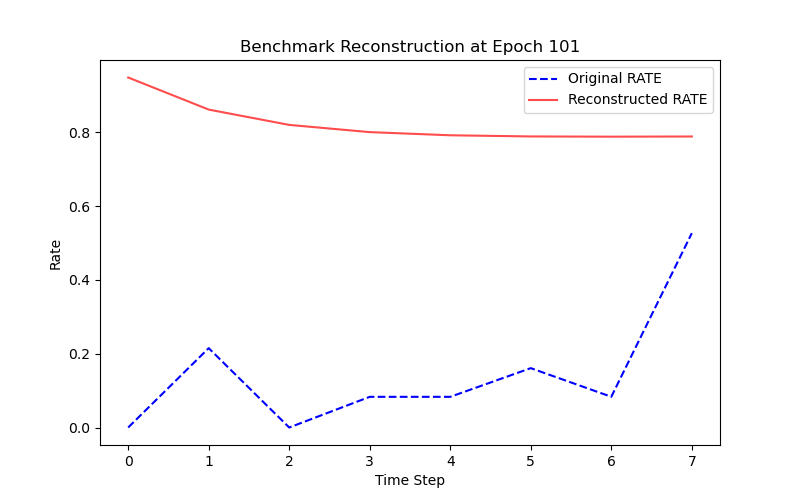 Benchmark Reconstruction at Epoch 101
Original RATE
Reconstructed RATE
0.8
0.6
0.4
0.2
0.0
Rate
0 1 2 3 4 5 6 7
Time Step